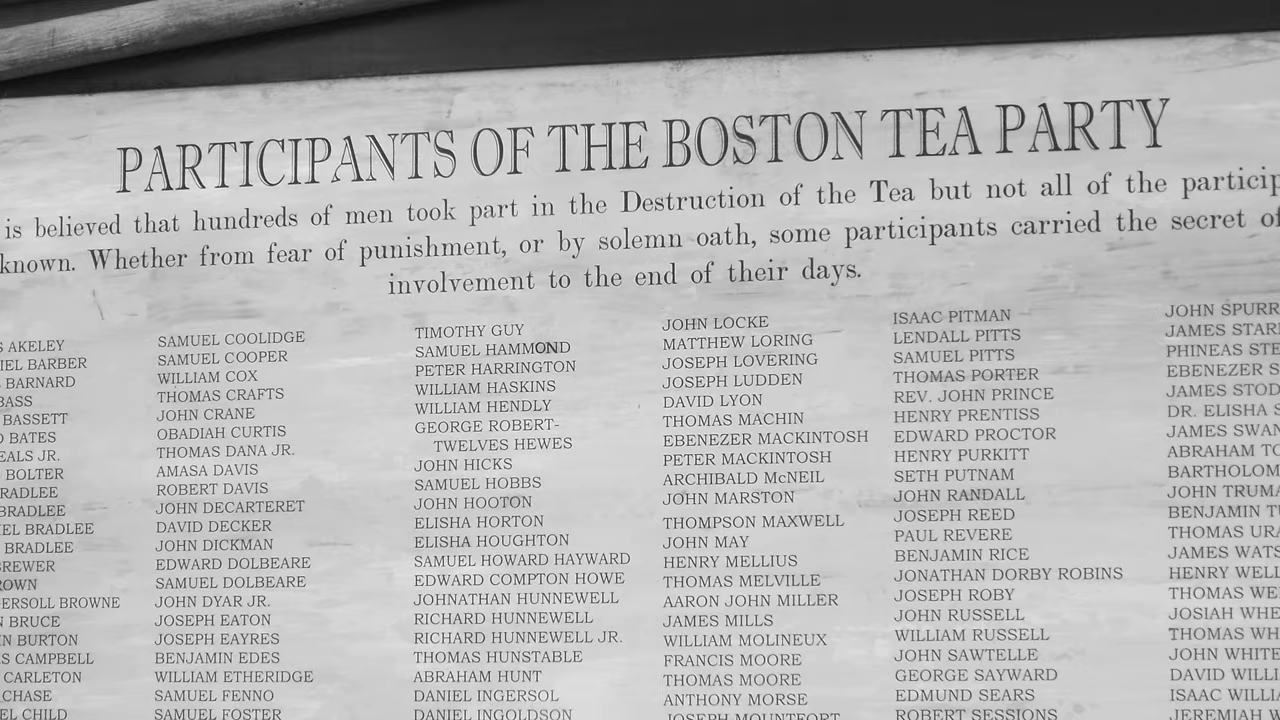 PARTICIPANTS OF THE BOSTON TEA PARTY
is believed that hundreds of men took part in the Destruction of the Tea but not all of the particip
known. Whether from fear of punishment, or by solemn oath, some participants carried the secret of
involvement to the end of their days.
S AKELEY
IEL BARBER
BARNARD
BASS
BASSETT
BATES
EALS JR.
BOLTER
RADLEE
BRADLEE
EL BRADLEE
BRADLEE
BREWER
ROWN
ERSOLL BROWNE
BRUCE
N BURTON
S CAMPBELL
CARLETON
CHASE
EL CHILD
SAMUEL COOLIDGE
SAMUEL COOPER
WILLIAM COX
THOMAS CRAFTS
JOHN CRANE
OBADIAH CURTIS
THOMAS DANA JR.
AMASA DAVIS
ROBERT DAVIS
JOHN DECARTERET
DAVID DECKER
JOHN DICKMAN
EDWARD DOLBEARE
SAMUEL DOLBEARE
JOHN DYAR JR.
JOSEPH EATON
JOSEPH EAYRES
BENJAMIN EDES
WILLIAM ETHERIDGE
SAMUEL FENNO
SAMUEL FOSTER
TIMOTHY GUY
SAMUEL HAMMOND
PETER HARRINGTON
WILLIAM HASKINS
WILLIAM HENDLY
GEORGE ROBERT-
TWELVES HEWES
JOHN HICKS
SAMUEL HOBBS
JOHN HOOTON
ELISHA HORTON
ELISHA HOUGHTON
SAMUEL HOWARD HAYWARD
EDWARD COMPTON HOWE
JOHNATHAN HUNNEWELL
RICHARD HUNNEWELL
RICHARD HUNNEWELL JR.
THOMAS HUNSTABLE
ABRAHAM HUNT
DANIEL INGERSOL
DANIEL INGOLDSON
JOHN LOCKE
MATTHEW LORING
JOSEPH LOVERING
JOSEPH LUDDEN
DAVID LYON
THOMAS MACHIN
EBENEZER MACKINTOSH
PETER MACKINTOSH
ARCHIBALD McNEIL
JOHN MARSTON
THOMPSON MAXWELL
JOHN MAY
HENRY MELLIUS
THOMAS MELVILLE
AARON JOHN MILLER
JAMES MILLS
WILLIAM MOLINEUX
FRANCIS MOORE
THOMAS MOORE
ANTHONY MORSE
JOSEPH MOUNTFORT
ISAAC PITMAN
LENDALL PITTS
SAMUEL PITTS
THOMAS PORTER
REV. JOHN PRINCE
HENRY PRENTISS
EDWARD PROCTOR
HENRY PURKITT
SETH PUTNAM
JOHN RANDALL
JOSEPH REED
PAUL REVERE
BENJAMIN RICE
JONATHAN DORBY ROBINS
JOSEPH ROBY
JOHN RUSSELL
WILLIAM RUSSELL
JOHN SAWTELLE
GEORGE SAYWARD
EDMUND SEARS
ROBERT SESSIONS
JOHN SPURR
JAMES STAR
PHINEAS STE
EBENEZER S
JAMES STOD
DR. ELISHA S
JAMES SWAN
ABRAHAM TO
BARTHOLOM
JOHN TRUMA
BENJAMIN TU
THOMAS URA
JAMES WATS
HENRY WELL
THOMAS WE
JOSIAH WHE
THOMAS WH
JOHN WHITE
DAVID WILLI
ISAAC WILLI
JEREMIAH W